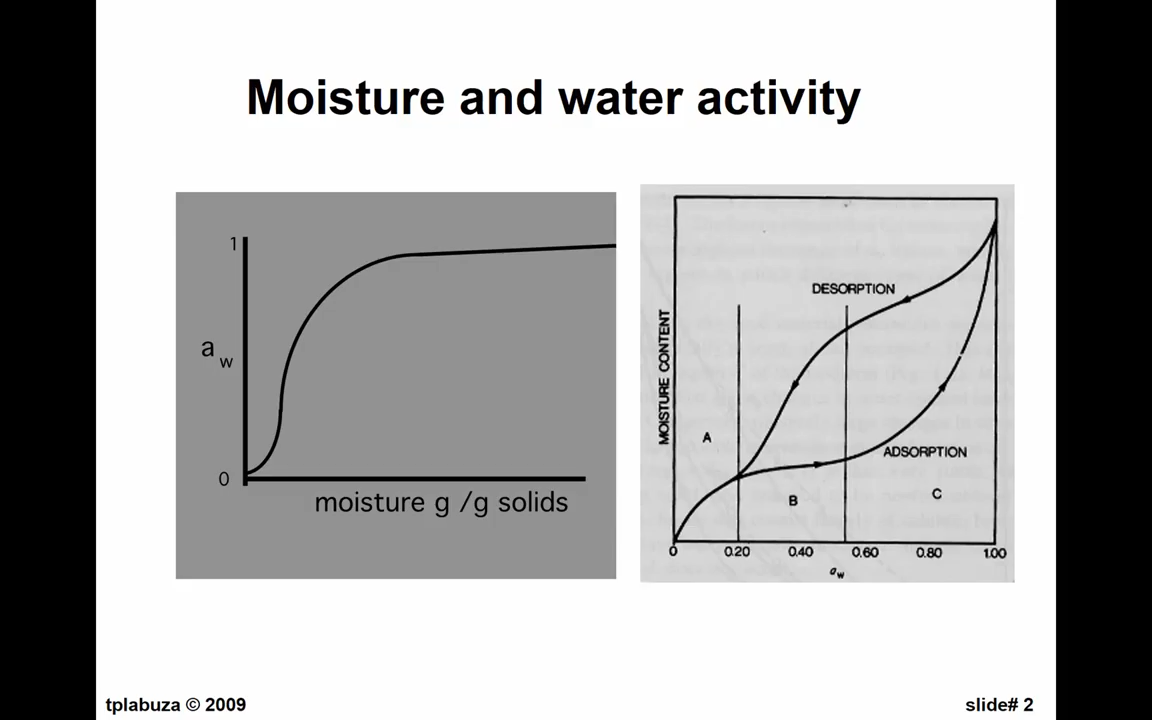 Moisture and water activity
1
a w
0
moisture g /g solids
MOISTURE CONTENT
DESORPTION
A
ADSORPTION
B
C
0 0.20 0.40 0.60 0.80 1.00
aw
tplabuza © 2009
slide# 2